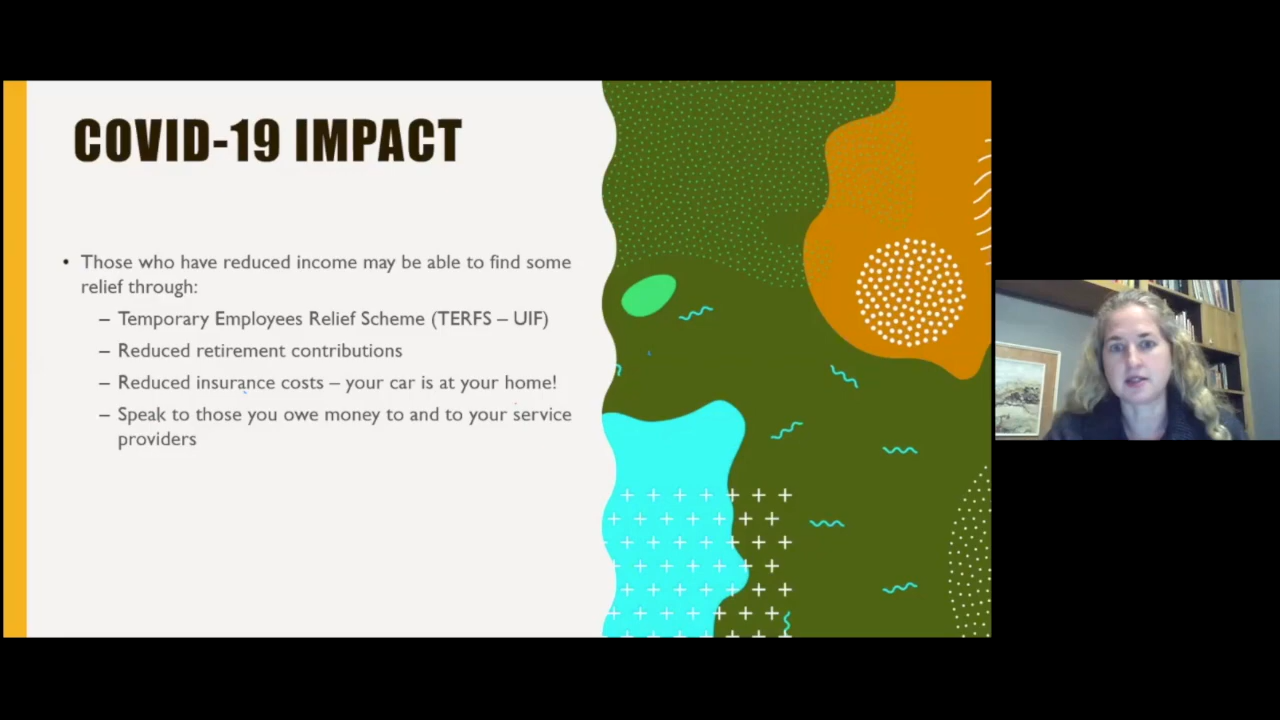 COVID-19 IMPACT
• Those who have reduced income may be able to find some
relief through:
– Temporary Employees Relief Scheme (TERFS – UIF)
– Reduced retirement contributions
– Reduced insurance costs – your car is at your home!
– Speak to those you owe money to and to your service
providers